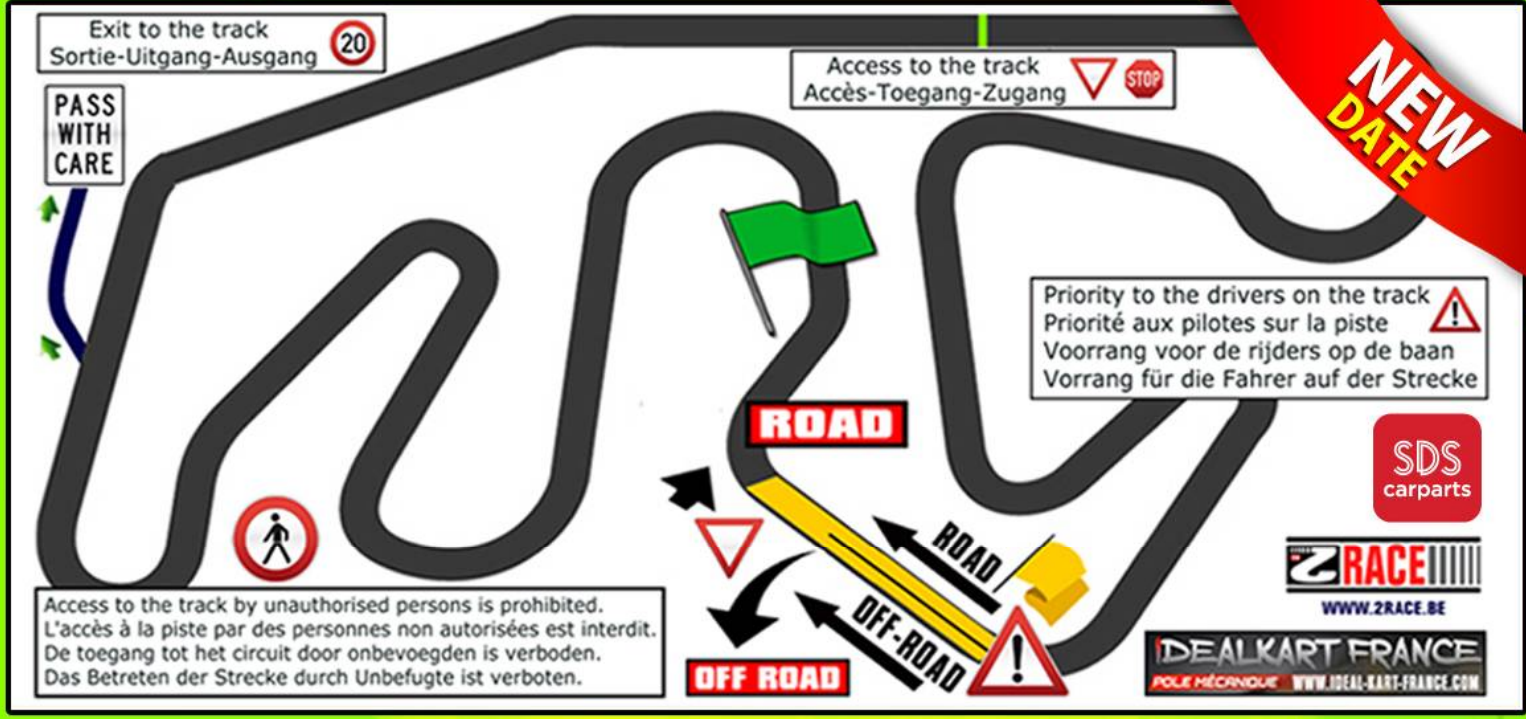 Exit to the track
Sortie-Uitgang-Ausgang
20
PASS
WITH
CARE
Access to the track
Accès-Toegang-Zugang
STOP
NEW
DATE
Priority to the drivers on the track
Priorité aux pilotes sur la piste
Voorrang voor de rijders op de baan
Vorrang für die Fahrer auf der Strecke
ROAD
SDS
carparts
ROAD
OFF-ROAD
OFF ROAD
2 RACE
WWW.2RACE.BE
IDEALKART FRANCE
POLE MÉCANIQUE WWW.IDEAL-KART-FRANCE.COM
Access to the track by unauthorised persons is prohibited.
L'accès à la piste par des personnes non autorisées est interdit.
De toegang tot het circuit door onbevoegden is verboden.
Das Betreten der Strecke durch Unbefugte ist verboten.